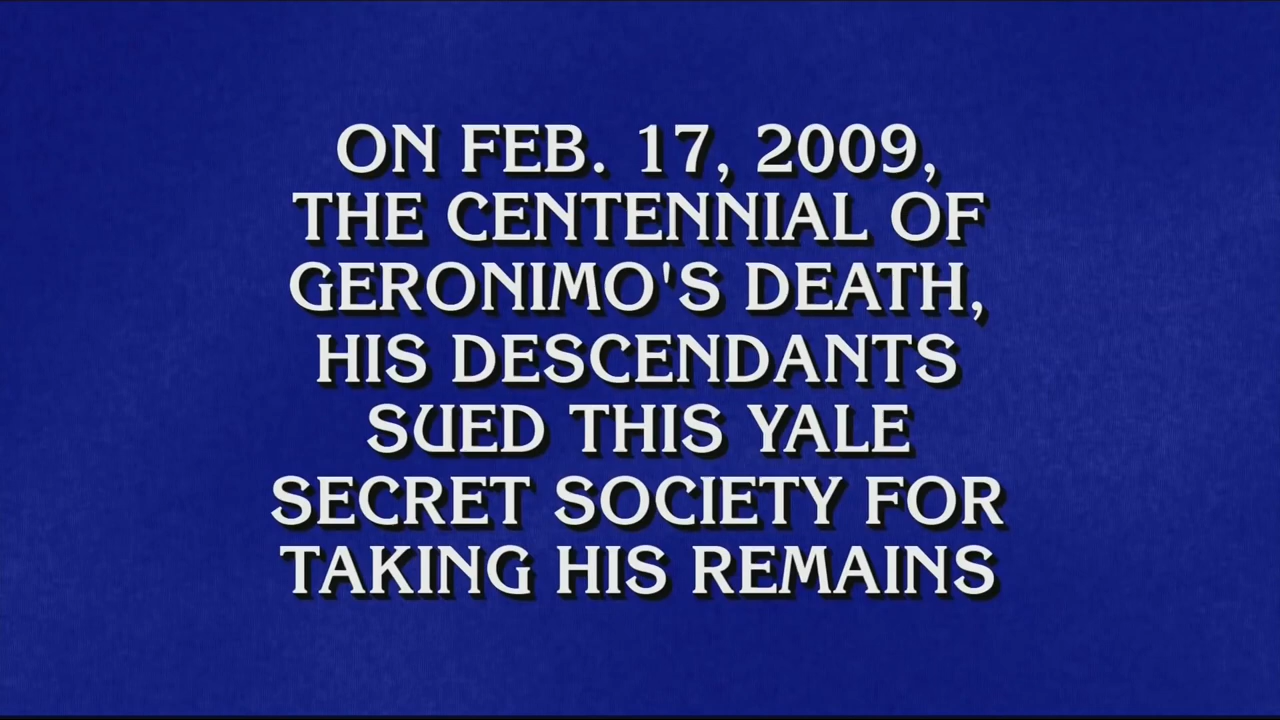 ON FEB. 17, 2009,
THE CENTENNIAL OF
GERONIMO'S DEATH,
HIS DESCENDANTS
SUED THIS YALE
SECRET SOCIETY FOR
TAKING HIS REMAINS